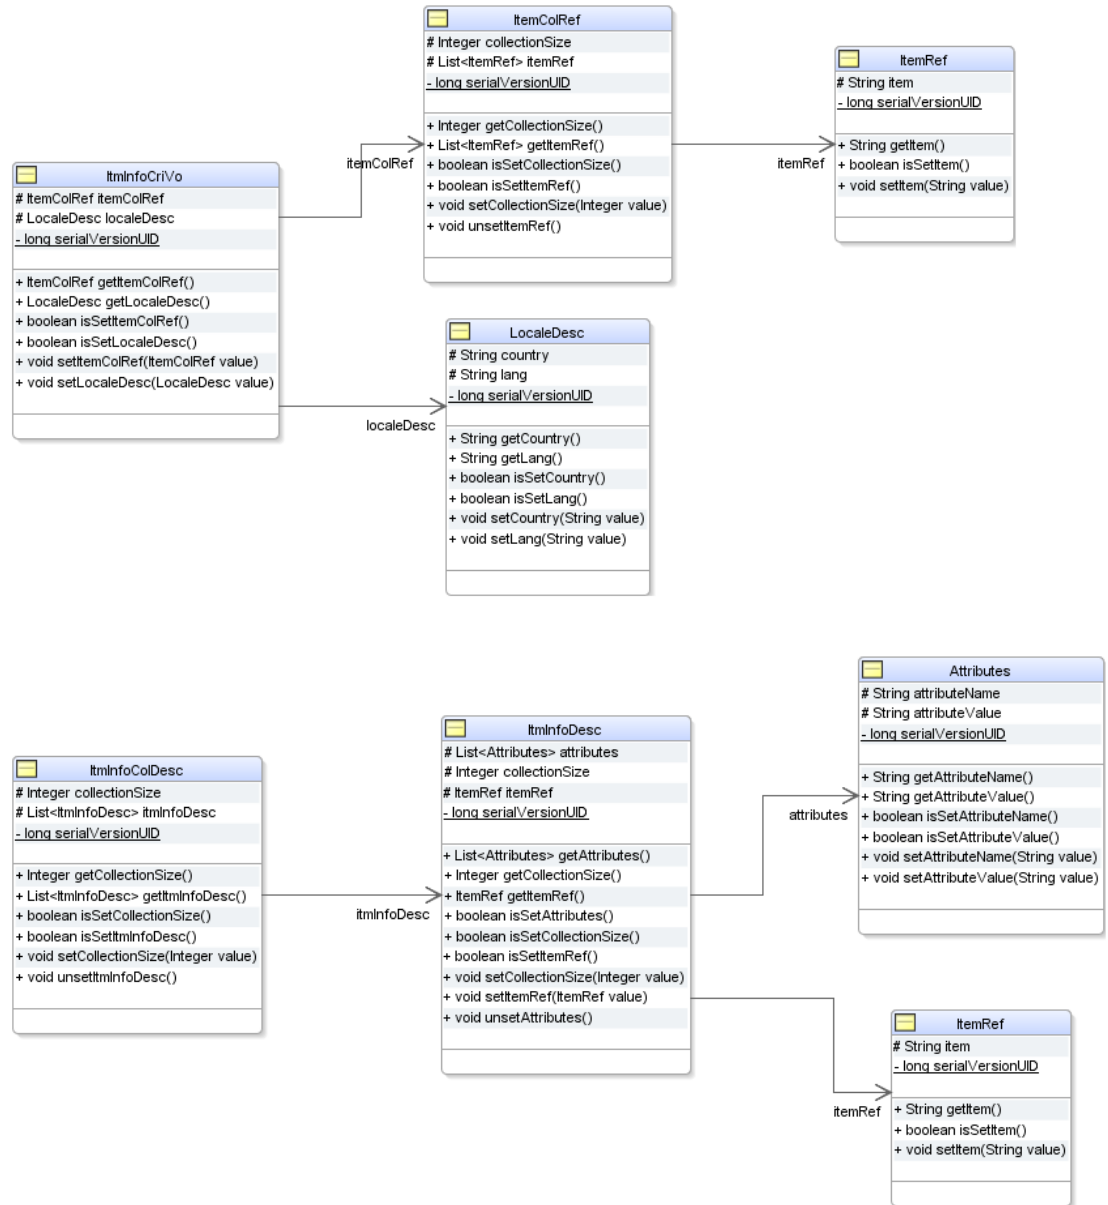 ItemColRef
# Integer collectionSize
# List<ItemRef> itemRef
- long serialVersionUID
+ Integer getCollectionSize()
+ List<ItemRef> getItemRef()
+ boolean isSetCollectionSize()
+ boolean isSetItemRef()
+ void setCollectionSize(Integer value)
+ void unsetItemRef()
ItemRef
# String item
- long serialVersionUID
+ String getItem()
+ boolean isSetItem()
+ void setItem(String value)
itemColRef
itemRef
ItmInfoCriVo
# ItemColRef itemColRef
# LocaleDesc localeDesc
- long serialVersionUID
+ ItemColRef getItemColRef()
+ LocaleDesc getLocaleDesc()
+ boolean isSetItemColRef()
+ boolean isSetLocaleDesc()
+ void setItemColRef(ItemColRef value)
+ void setLocaleDesc(LocaleDesc value)
localeDesc
LocaleDesc
# String country
# String lang
- long serialVersionUID
+ String getCountry()
+ String getLang()
+ boolean isSetCountry()
+ boolean isSetLang()
+ void setCountry(String value)
+ void setLang(String value)
ItmInfoColDesc
# Integer collectionSize
# List<ItmInfoDesc> itmInfoDesc
- long serialVersionUID
+ Integer getCollectionSize()
+ List<ItmInfoDesc> getItmInfoDesc()
+ boolean isSetCollectionSize()
+ boolean isSetItmInfoDesc()
+ void setCollectionSize(Integer value)
+ void unsetItmInfoDesc()
itmInfoDesc
ItmInfoDesc
# List<Attributes> attributes
# Integer collectionSize
# ItemRef itemRef
- long serialVersionUID
+ List<Attributes> getAttributes()
+ Integer getCollectionSize()
+ ItemRef getItemRef()
+ boolean isSetAttributes()
+ boolean isSetCollectionSize()
+ boolean isSetItemRef()
+ void setCollectionSize(Integer value)
+ void setItemRef(ItemRef value)
+ void unsetAttributes()
attributes
Attributes
# String attributeName
# String attributeValue
- long serialVersionUID
+ String getAttributeName()
+ String getAttributeValue()
+ boolean isSetAttributeName()
+ boolean isSetAttributeValue()
+ void setAttributeName(String value)
+ void setAttributeValue(String value)
itemRef
ItemRef
# String item
- long serialVersionUID
+ String getItem()
+ boolean isSetItem()
+ void setItem(String value)